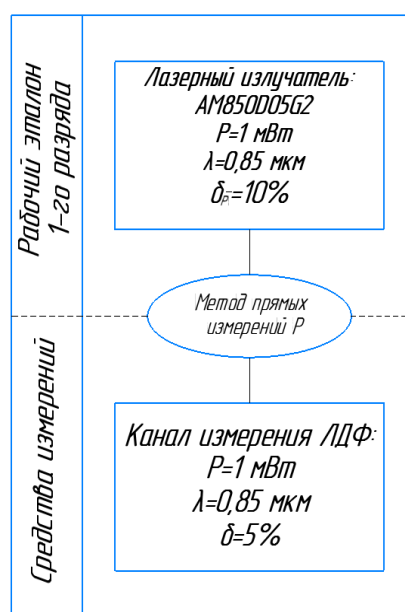 Рабочий эталон
1-го разряда
Лазерный излучатель:
AM850D05G2
P=1 мВт
λ=0,85 мкм
δₚ=10%
Метод прямых
измерений P
Средства измерений
Канал измерения ЛДФ:
P=1 мВт
λ=0,85 мкм
δ=5%